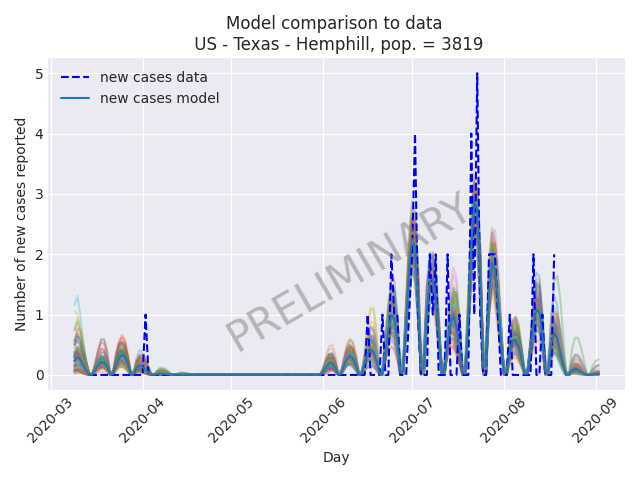 Model comparison to data
US - Texas - Hemphill, pop. = 3819
new cases data
new cases model
Number of new cases reported
5
4
3
2
1
0
PRELIMINARY
2020-03
2020-04
2020-05
2020-06
2020-07
2020-08
2020-09
Day